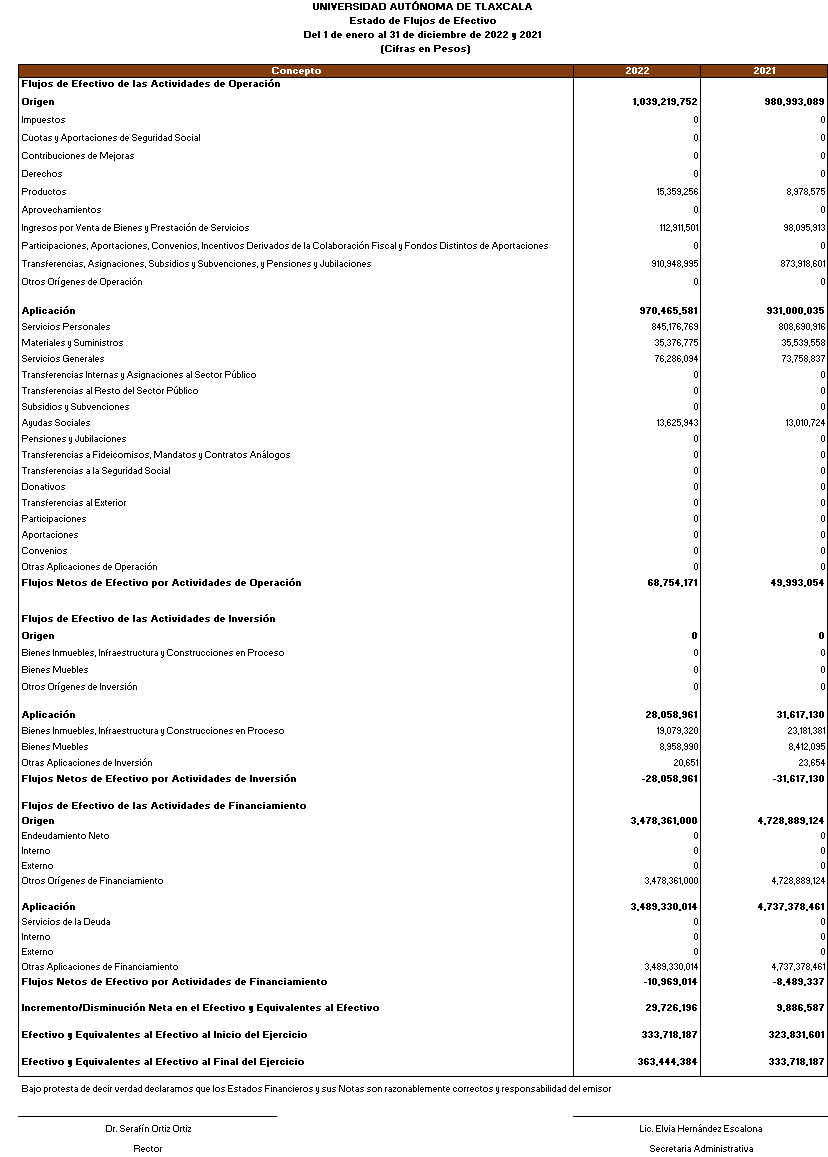 UNIVERSIDAD AUTÓNOMA DE TLAXCALA
Estado de Flujos de Efectivo
Del 1 de enero al 31 de diciembre de 2022 y 2021
(Cifras en Pesos)
Concepto 2022 2021
Flujos de Efectivo de las Actividades de Operación
Origen 1,039,219,752 980,993,089
Impuestos 0 0
Cuotas y Aportaciones de Seguridad Social 0 0
Contribuciones de Mejoras 0 0
Derechos 0 0
Productos 15,359,256 8,978,575
Aprovechamientos 0 0
Ingresos por Venta de Bienes y Prestación de Servicios 112,911,501 98,095,913
Participaciones, Aportaciones, Convenios, Incentivos Derivados de la Colaboración Fiscal y Fondos Distintos de Aportaciones 0 0
Transferencias, Asignaciones, Subsidios y Subvenciones, y Pensiones y Jubilaciones 910,948,995 873,918,601
Otros Orígenes de Operación 0 0
Aplicación 970,465,581 931,000,035
Servicios Personales 845,176,769 808,690,916
Materiales y Suministros 35,376,775 35,539,558
Servicios Generales 76,286,094 73,758,837
Transferencias Internas y Asignaciones al Sector Público 0 0
Transferencias al Resto del Sector Público 0 0
Subsidios y Subvenciones 0 0
Ayudas Sociales 13,625,943 13,010,724
Pensiones y Jubilaciones 0 0
Transferencias a Fideicomisos, Mandatos y Contratos Análogos 0 0
Transferencias a la Seguridad Social 0 0
Donativos 0 0
Transferencias al Exterior 0 0
Participaciones 0 0
Aportaciones 0 0
Convenios 0 0
Otras Aplicaciones de Operación 0 0
Flujos Netos de Efectivo por Actividades de Operación 68,754,171 49,993,054
Flujos de Efectivo de las Actividades de Inversión
Origen 0 0
Bienes Inmuebles, Infraestructura y Construcciones en Proceso 0 0
Bienes Muebles 0 0
Otros Orígenes de Inversión 0 0
Aplicación 28,058,961 31,617,130
Bienes Inmuebles, Infraestructura y Construcciones en Proceso 19,079,320 23,181,381
Bienes Muebles 8,958,990 8,412,095
Otras Aplicaciones de Inversión 20,651 23,654
Flujos Netos de Efectivo por Actividades de Inversión -28,058,961 -31,617,130
Flujos de Efectivo de las Actividades de Financiamiento
Origen 3,478,361,000 4,728,889,124
Endeudamiento Neto 0 0
Interno 0 0
Externo 0 0
Otros Orígenes de Financiamiento 3,478,361,000 4,728,889,124
Aplicación 3,489,330,014 4,737,378,461
Servicios de la Deuda 0 0
Interno 0 0
Externo 0 0
Otras Aplicaciones de Financiamiento 3,489,330,014 4,737,378,461
Flujos Netos de Efectivo por Actividades de Financiamiento -10,969,014 -8,489,337
Incremento/Disminución Neta en el Efectivo y Equivalentes al Efectivo 29,726,196 9,886,587
Efectivo y Equivalentes al Efectivo al Inicio del Ejercicio 333,718,187 323,831,601
Efectivo y Equivalentes al Efectivo al Final del Ejercicio 363,444,384 333,718,187
Bajo protesta de decir verdad declaramos que los Estados Financieros y sus Notas son razonablemente correctos y responsabilidad del emisor
Dr. Serafín Ortiz Ortiz Lic. Elvia Hernández Escalona
Rector Secretaria Administrativa